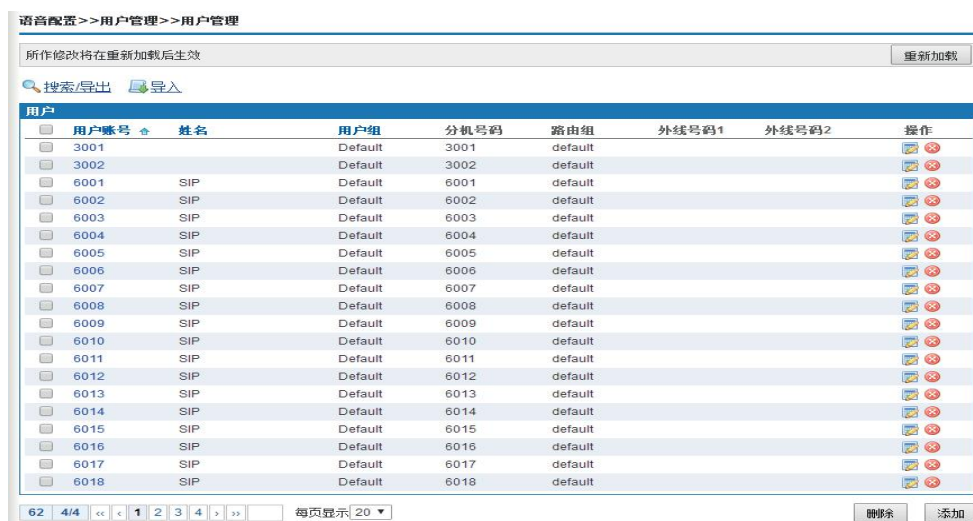 语音配置>>用户管理>>用户管理
所作修改将在重新加载后生效 重新加载
搜索/导出 导入
用户
用户账号 姓名 用户组 分机号码 路由组 外线号码1 外线号码2 操作
3001 Default 3001 default
3002 Default 3002 default
6001 SIP Default 6001 default
6002 SIP Default 6002 default
6003 SIP Default 6003 default
6004 SIP Default 6004 default
6005 SIP Default 6005 default
6006 SIP Default 6006 default
6007 SIP Default 6007 default
6008 SIP Default 6008 default
6009 SIP Default 6009 default
6010 SIP Default 6010 default
6011 SIP Default 6011 default
6012 SIP Default 6012 default
6013 SIP Default 6013 default
6014 SIP Default 6014 default
6015 SIP Default 6015 default
6016 SIP Default 6016 default
6017 SIP Default 6017 default
6018 SIP Default 6018 default
62 4/4 ‹‹ ‹ 1 2 3 4 › ›› 每页显示 20 删除 添加